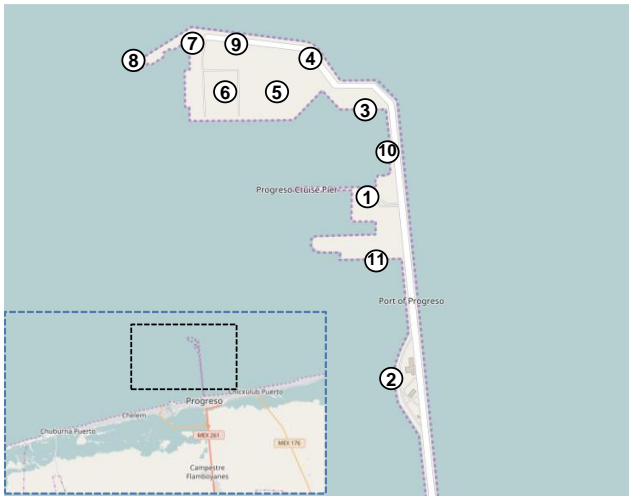 7
9
4
8
6
5
3
10
Progreso Cruise Pier
1
11
Port of Progreso
2
Chicxulub Puerto
Progreso
Chelem
Chuburna Puerto
MEX 261
MEX 176
Campestre
Flamboyanes